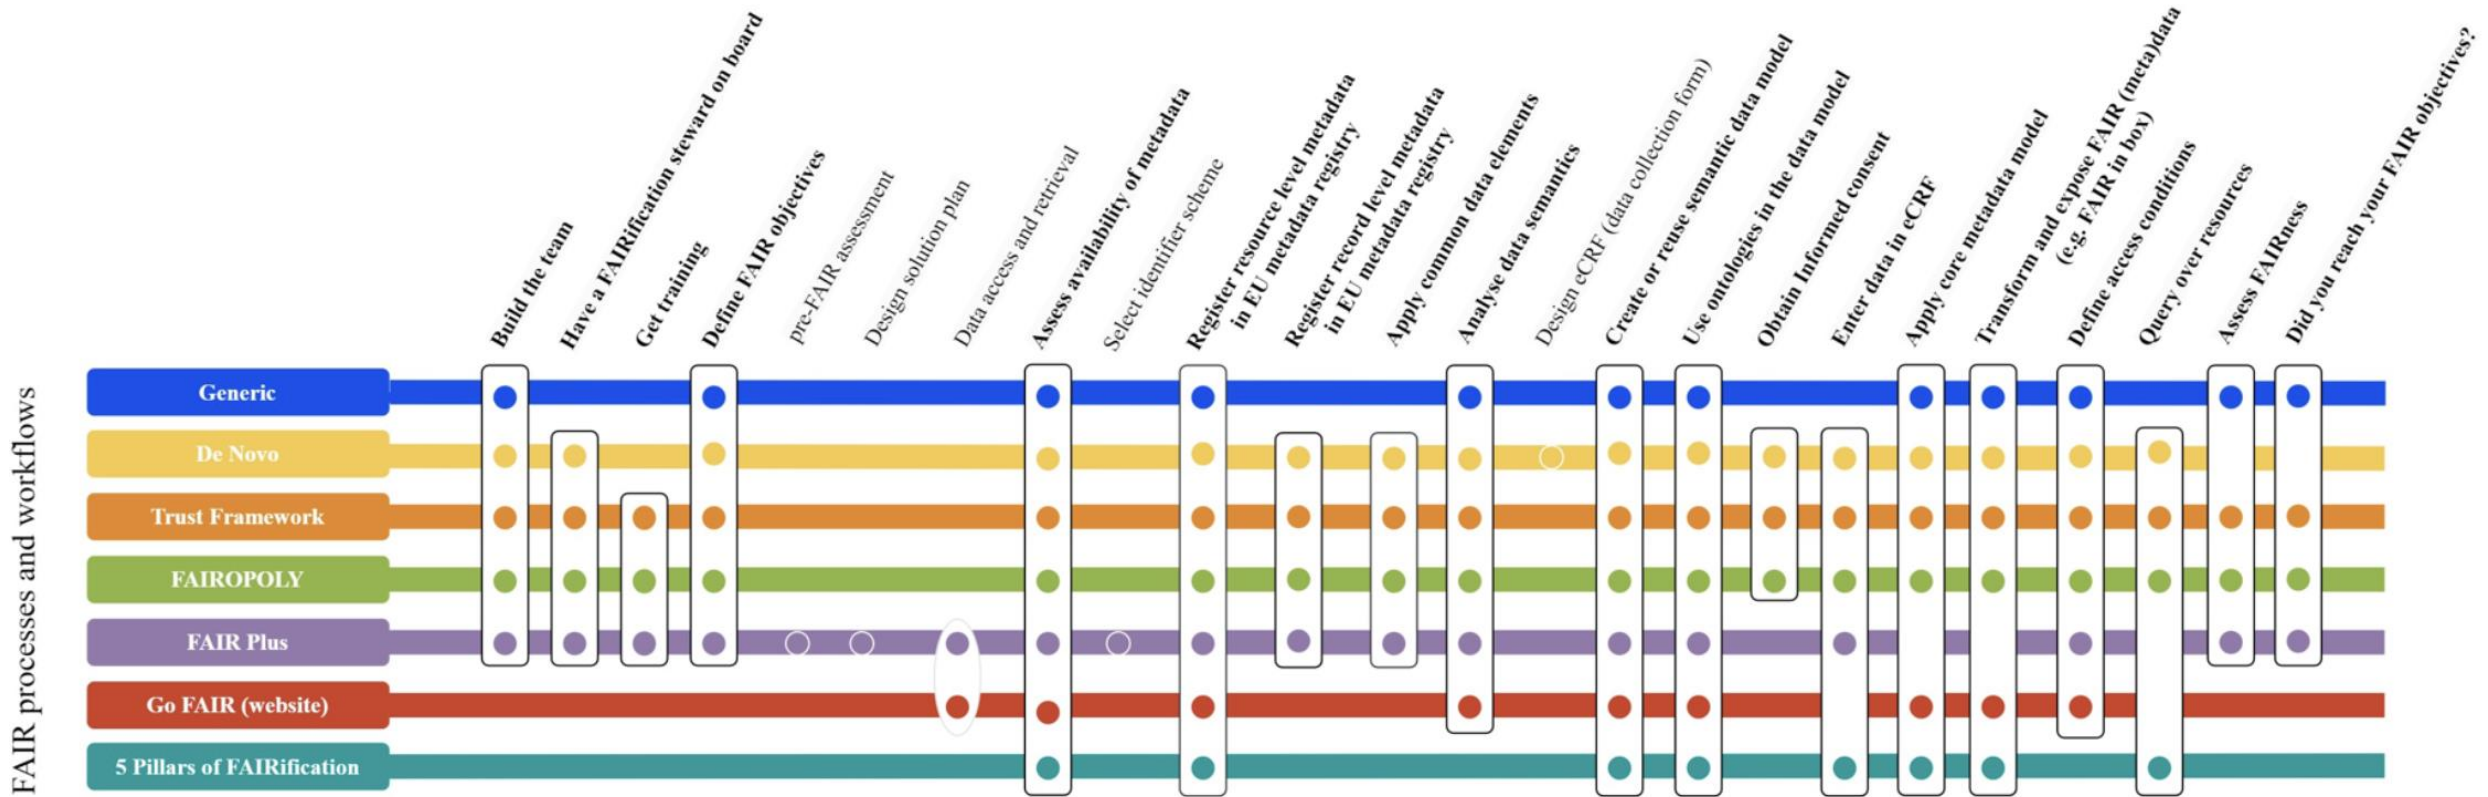 Build the team
Have a FAIRification steward on board
Get training
Define FAIR objectives
pre-FAIR assessment
Design solution plan
Data access and retrieval
Assess availability of metadata
Select identifier scheme
Register resource level metadata
in EU metadata registry
Register record level metadata
in EU metadata registry
Apply common data elements
Analyse data semantics
Design eCRF (data collection form)
Create or reuse semantic data model
Use ontologies in the data model
Obtain Informed consent
Enter data in eCRF
Apply core metadata model
Transform and expose FAIR (meta)data
(e.g. FAIR in box)
Define access conditions
Query over resources
Assess FAIRness
Did you reach your FAIR objectives?
FAIR processes and workflows
Generic
De Novo
Trust Framework
FAIROPOLY
FAIR Plus
Go FAIR (website)
5 Pillars of FAIRification